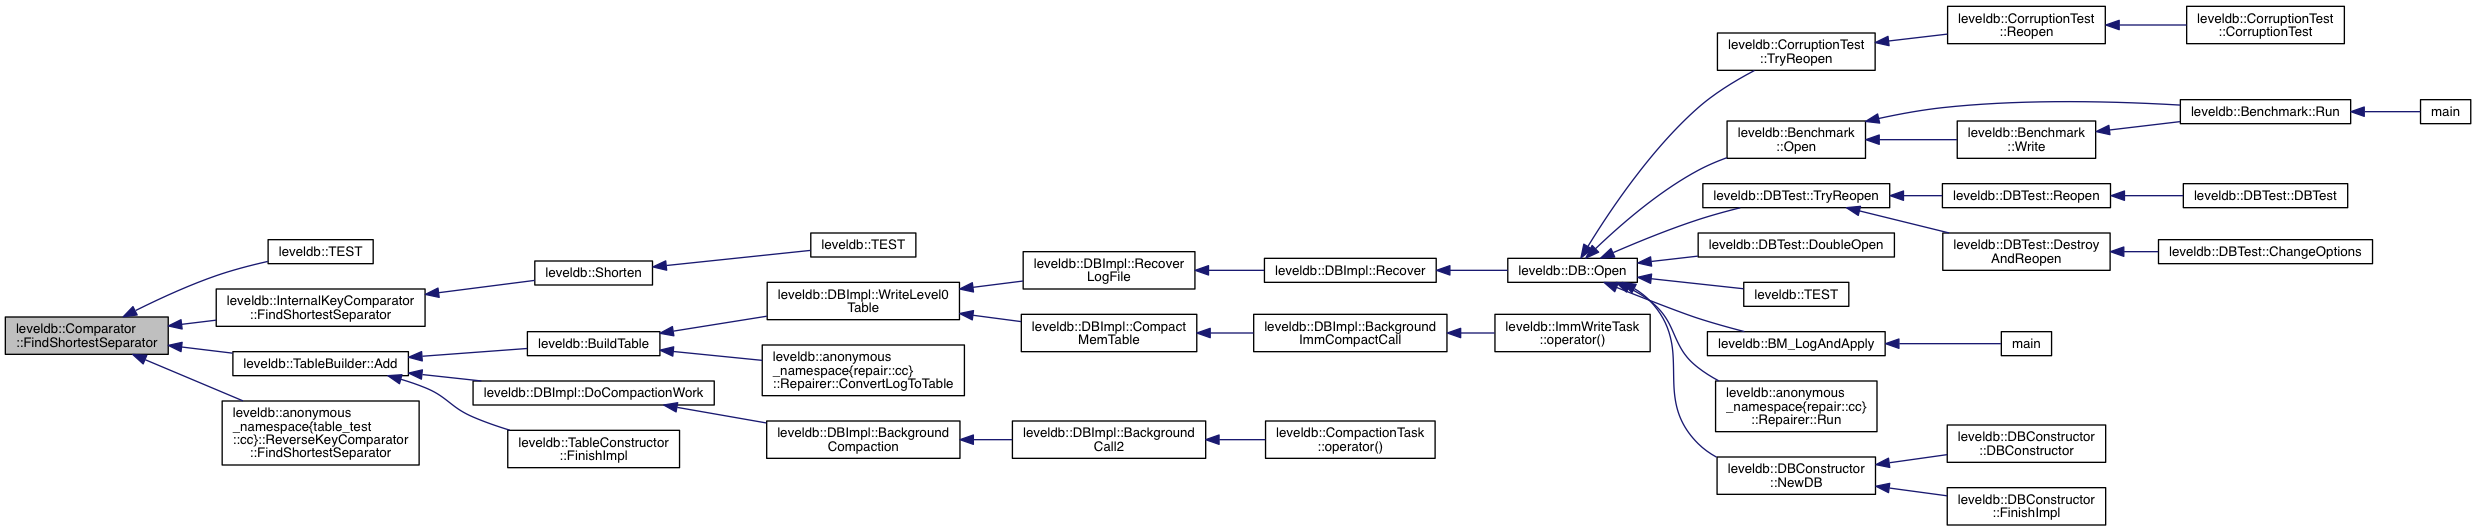 leveldb::Comparator
::FindShortestSeparator
leveldb::TEST
leveldb::InternalKeyComparator
::FindShortestSeparator
leveldb::TableBuilder::Add
leveldb::anonymous
_namespace{table_test
::cc}::ReverseKeyComparator
::FindShortestSeparator
leveldb::Shorten
leveldb::BuildTable
leveldb::DBImpl::DoCompactionWork
leveldb::TableConstructor
::FinishImpl
leveldb::TEST
leveldb::DBImpl::WriteLevel0
Table
leveldb::anonymous
_namespace{repair::cc}
::Repairer::ConvertLogToTable
leveldb::DBImpl::Background
Compaction
leveldb::DBImpl::Recover
LogFile
leveldb::DBImpl::Compact
MemTable
leveldb::DBImpl::Background
Call2
leveldb::DBImpl::Recover
leveldb::DBImpl::Background
ImmCompactCall
leveldb::CompactionTask
::operator()
leveldb::DB::Open
leveldb::ImmWriteTask
::operator()
leveldb::CorruptionTest
::TryReopen
leveldb::Benchmark
::Open
leveldb::DBTest::TryReopen
leveldb::DBTest::DoubleOpen
leveldb::TEST
leveldb::BM_LogAndApply
leveldb::anonymous
_namespace{repair::cc}
::Repairer::Run
leveldb::DBConstructor
::NewDB
leveldb::CorruptionTest
::Reopen
leveldb::Benchmark
::Write
leveldb::DBTest::Reopen
leveldb::DBTest::Destroy
AndReopen
main
leveldb::DBConstructor
::DBConstructor
leveldb::DBConstructor
::FinishImpl
leveldb::CorruptionTest
::CorruptionTest
leveldb::Benchmark::Run
leveldb::DBTest::DBTest
leveldb::DBTest::ChangeOptions
main